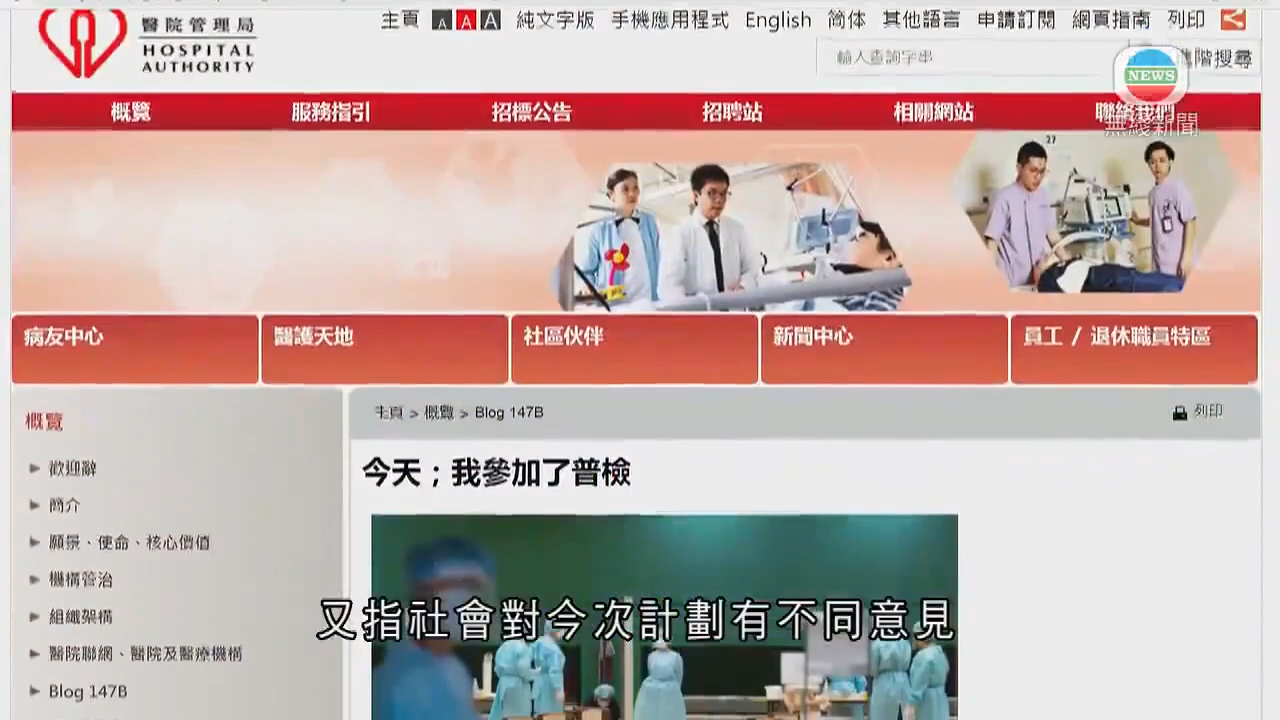 醫院管理局
HOSPITAL
AUTHORITY
主頁 A A A 純文字版 手機應用程式 English 簡体 其他語言 申請訂閱 網頁指南 列印
輸入查詢字串 進階搜尋
NEWS
無綫新聞
概覽 服務指引 招標公告 招聘站 相關網站 聯絡我們
27
病友中心 醫護天地 社區伙伴 新聞中心 員工 / 退休職員特區
概覽
歡迎辭
簡介
願景、使命、核心價值
機構管治
組織架構
醫院聯網、醫院及醫療機構
Blog 147B
主頁 > 概覽 > Blog 147B
列印
今天；我參加了普檢
又指社會對今次計劃有不同意見